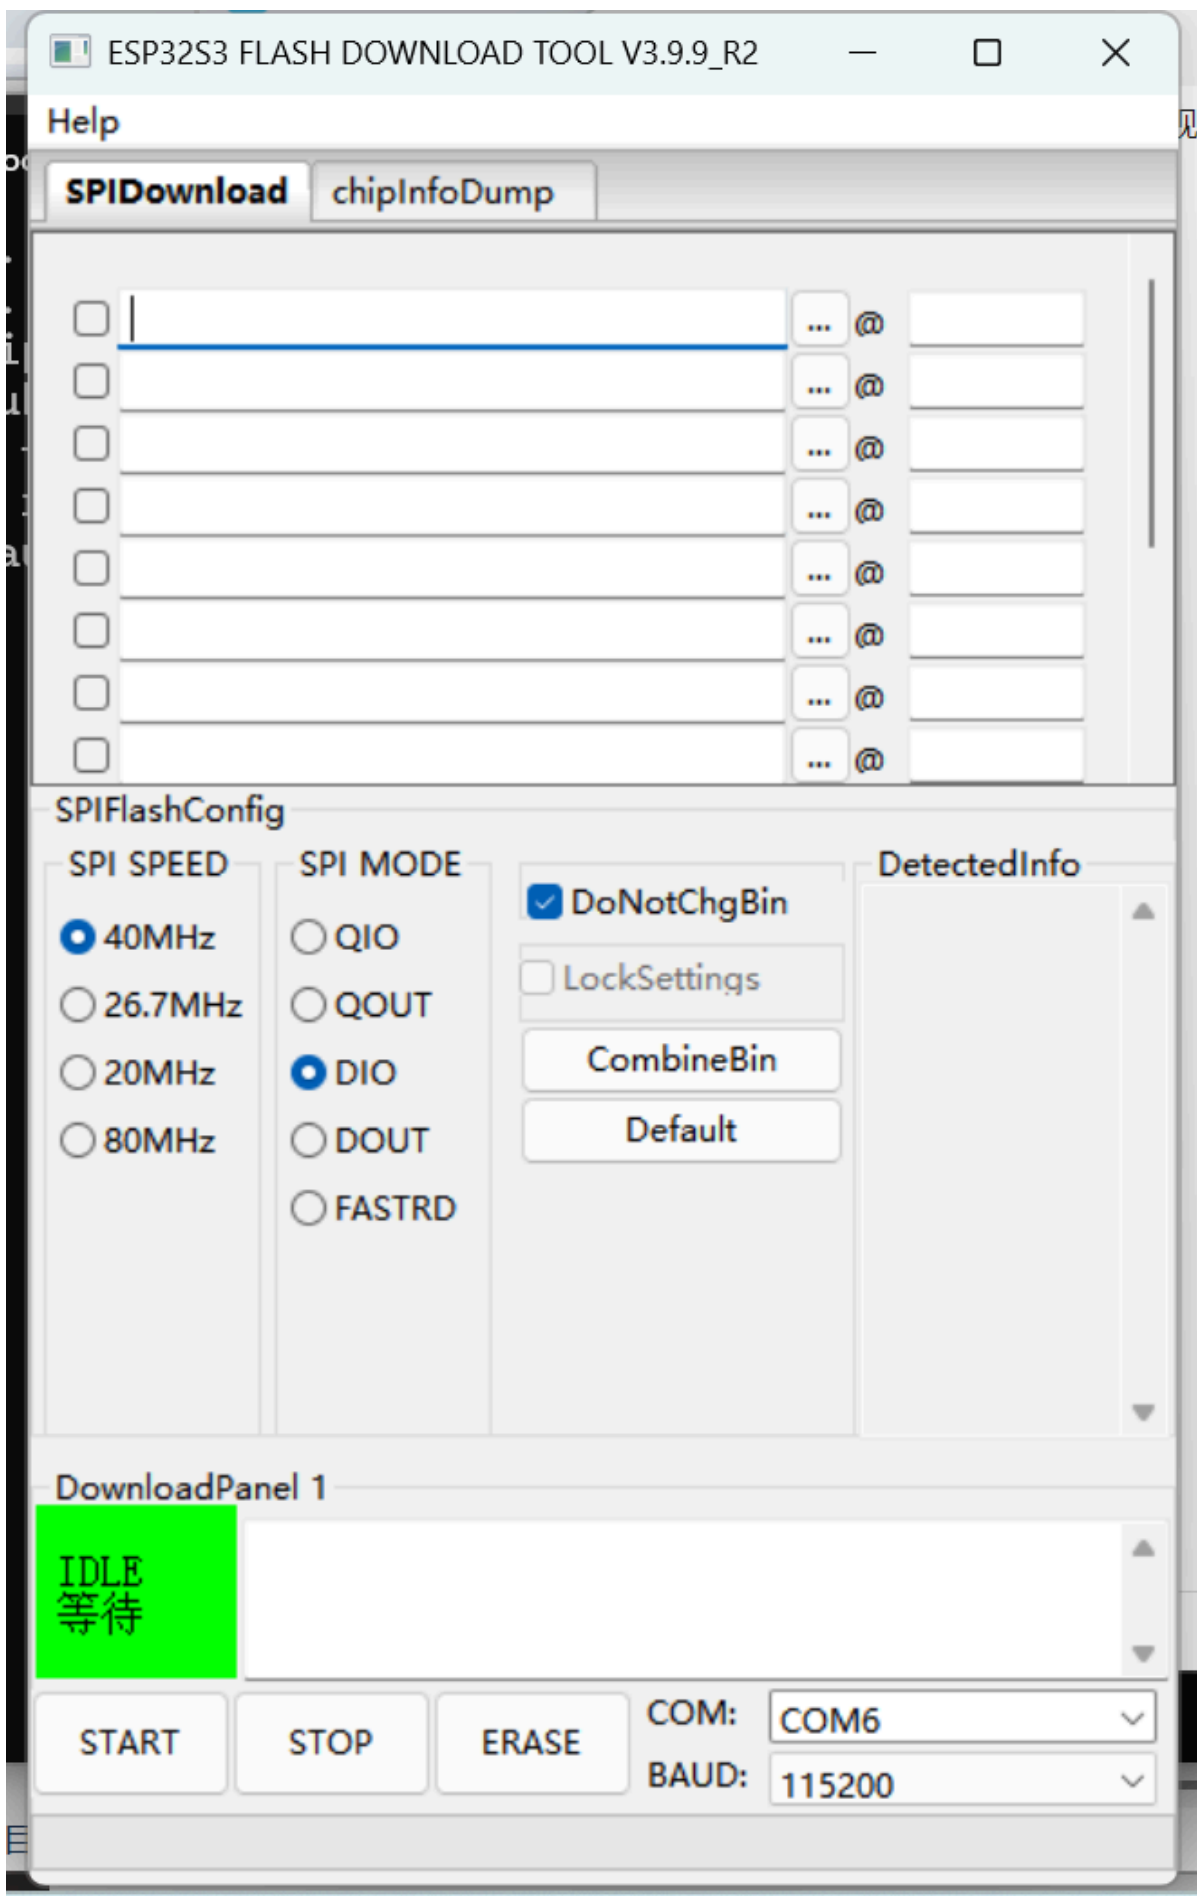 ESP32S3 FLASH DOWNLOAD TOOL V3.9.9_R2
Help
SPIDownload chipInfoDump
... @
... @
... @
... @
... @
... @
... @
... @
SPIFlashConfig
SPI SPEED
40MHz
26.7MHz
20MHz
80MHz
SPI MODE
QIO
QOUT
DIO
DOUT
FASTRD
DoNotChgBin
LockSettings
CombineBin
Default
DetectedInfo
DownloadPanel 1
IDLE
等待
START STOP ERASE
COM: COM6
BAUD: 115200